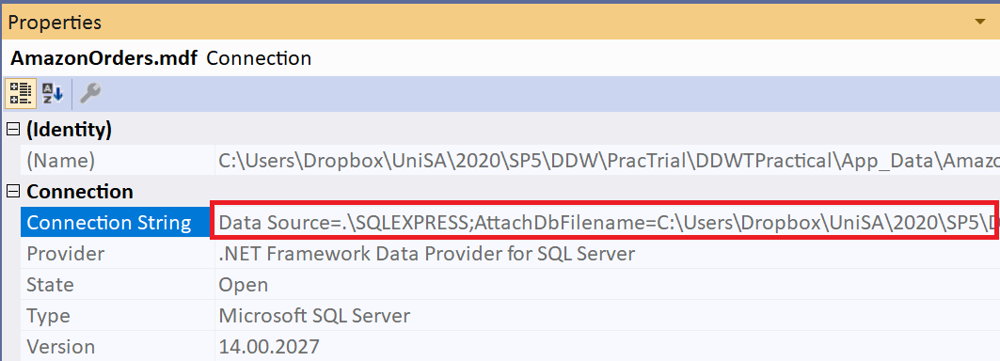 Properties
AmazonOrders.mdf Connection
(Identity)
(Name) C:\Users\Dropbox\UniSA\2020\SP5\DDW\PracTrial\DDWTPractical\App_Data\Amazo
Connection
Connection String Data Source=.\SQLEXPRESS;AttachDbFilename=C:\Users\Dropbox\UniSA\2020\SP5\D
Provider .NET Framework Data Provider for SQL Server
State Open
Type Microsoft SQL Server
Version 14.00.2027